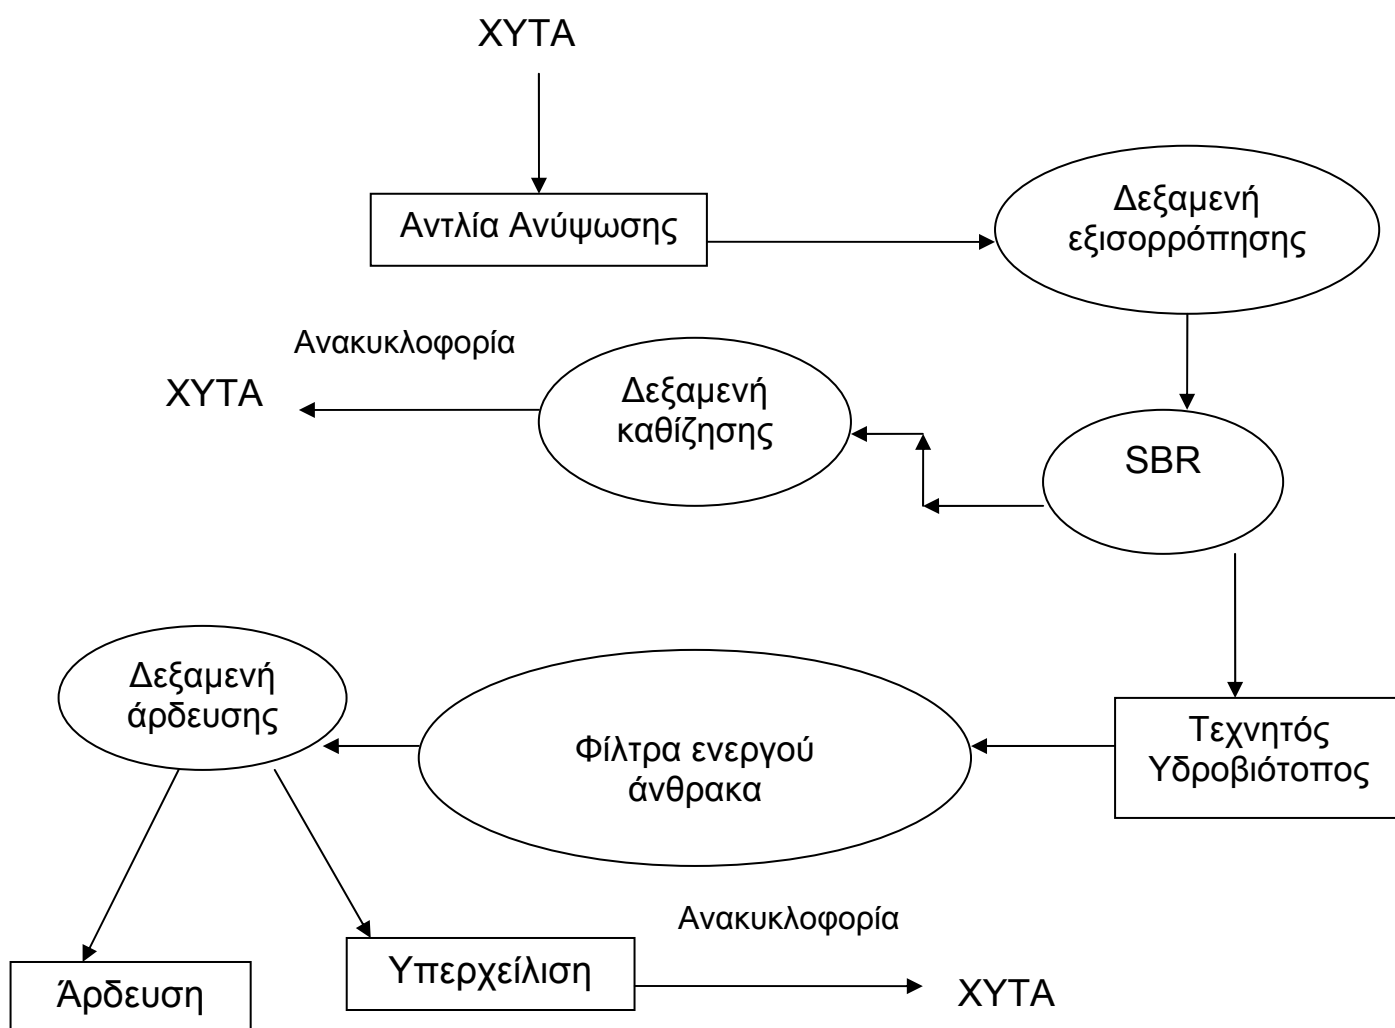 ΧΥΤΑ
Αντλία Ανύψωσης
Δεξαμενή
εξισορρόπησης
Ανακυκλοφορία
ΧΥΤΑ
Δεξαμενή
καθίζησης
SBR
Δεξαμενή
άρδευσης
Φίλτρα ενεργού
άνθρακα
Τεχνητός
Υδροβιότοπος
Ανακυκλοφορία
Άρδευση
Υπερχείλιση
ΧΥΤΑ